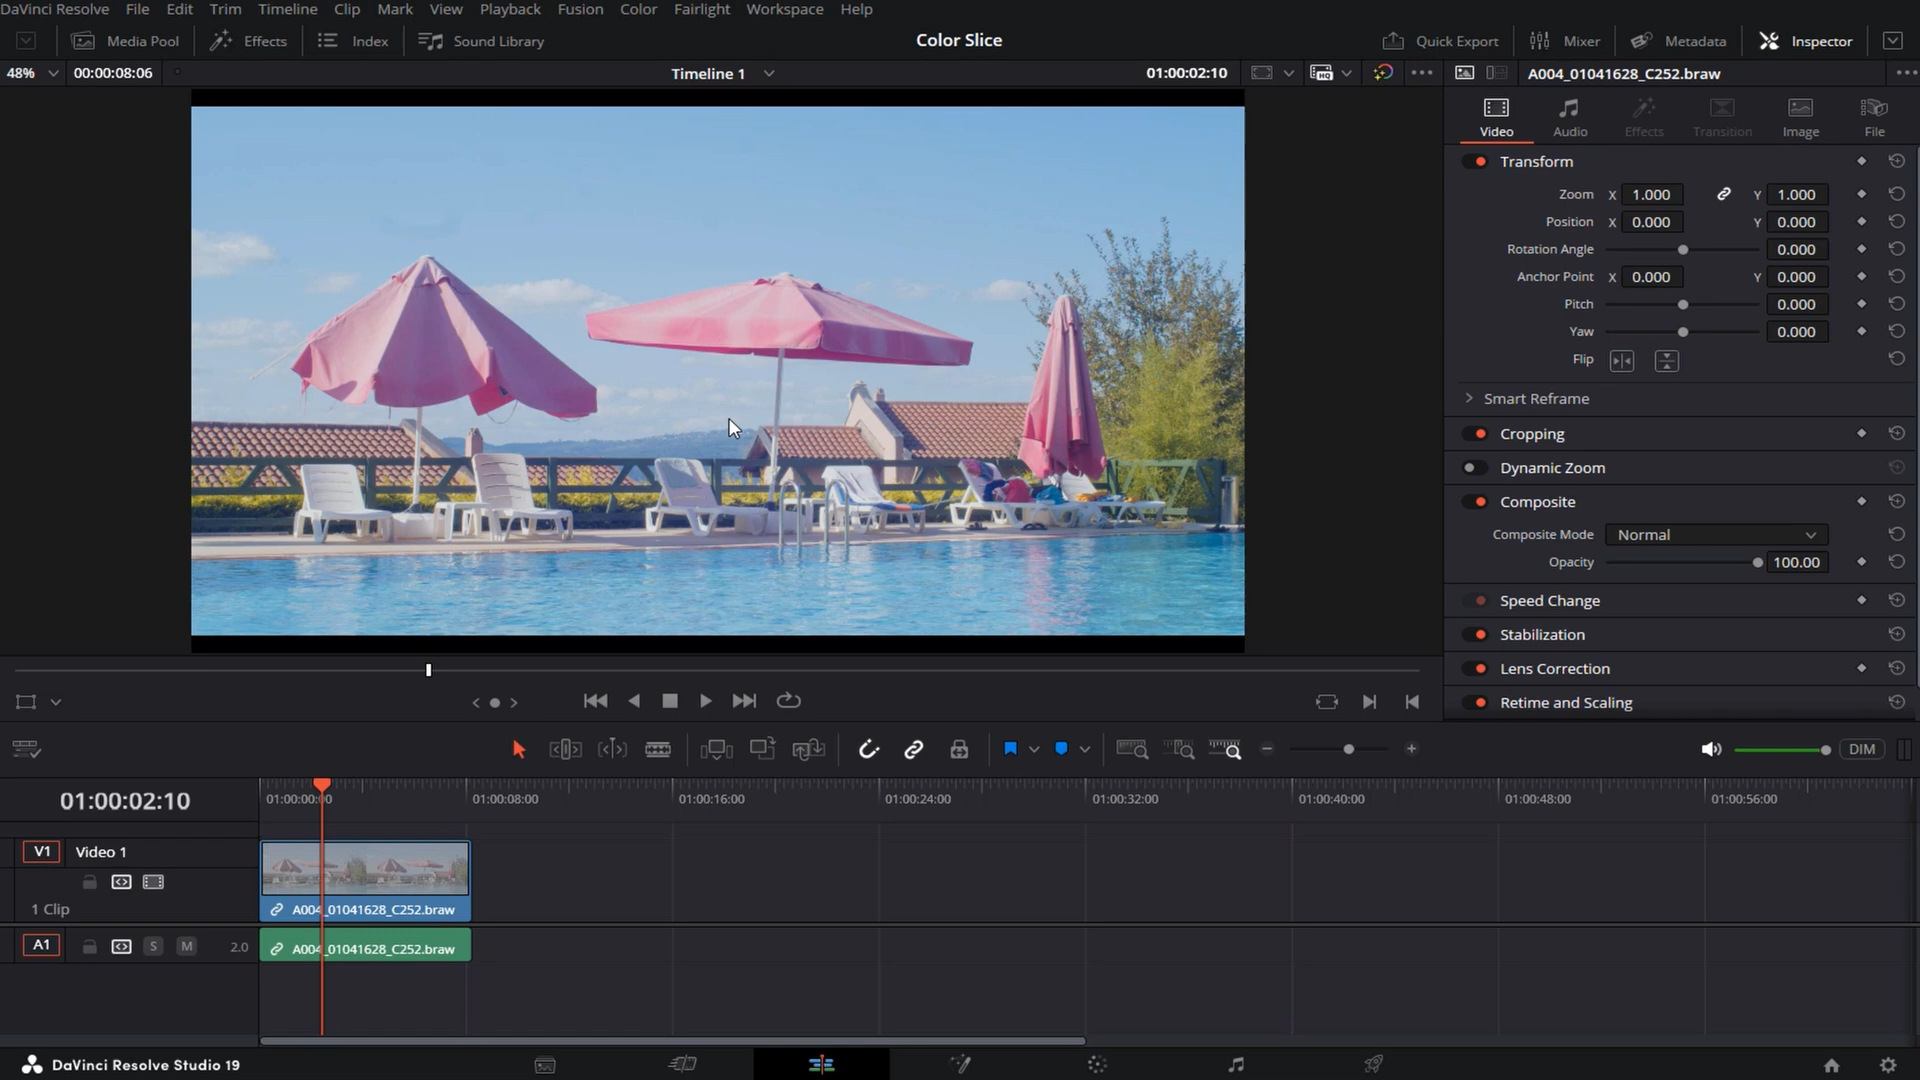 DaVinci Resolve File Edit Trim Timeline Clip Mark View Playback Fusion Color Fairlight Workspace Help
Media Pool Effects Index Sound Library Color Slice Quick Export Mixer Metadata Inspector
48% 00:00:08:06 Timeline 1 01:00:02:10 A004_01041628_C252.braw
Video Audio Effects Transition Image File
Transform
Zoom X 1.000 Y 1.000
Position X 0.000 Y 0.000
Rotation Angle 0.000
Anchor Point X 0.000 Y 0.000
Pitch 0.000
Yaw 0.000
Flip
Smart Reframe
Cropping
Dynamic Zoom
Composite
Composite Mode Normal
Opacity 100.00
Speed Change
Stabilization
Lens Correction
Retime and Scaling
DIM
01:00:02:10 01:00:00:00 01:00:08:00 01:00:16:00 01:00:24:00 01:00:32:00 01:00:40:00 01:00:48:00 01:00:56:00
V1 Video 1
1 Clip A004_01041628_C252.braw
A1 S M 2.0 A004_01041628_C252.braw
DaVinci Resolve Studio 19